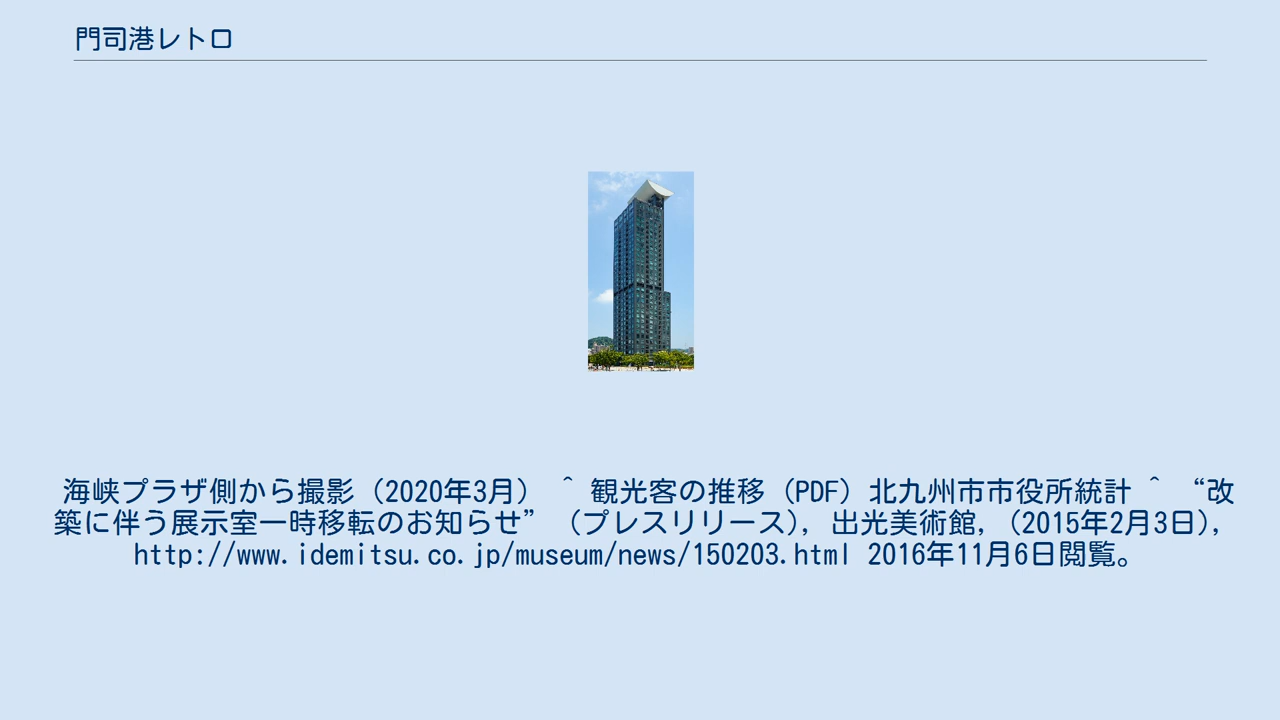 門司港レトロ
海峡プラザ側から撮影（2020年3月） ^ 観光客の推移（PDF）北九州市市役所統計 ^ “改
築に伴う展示室一時移転のお知らせ” （プレスリリース）, 出光美術館, （2015年2月3日）,
http://www.idemitsu.co.jp/museum/news/150203.html 2016年11月6日閲覧。